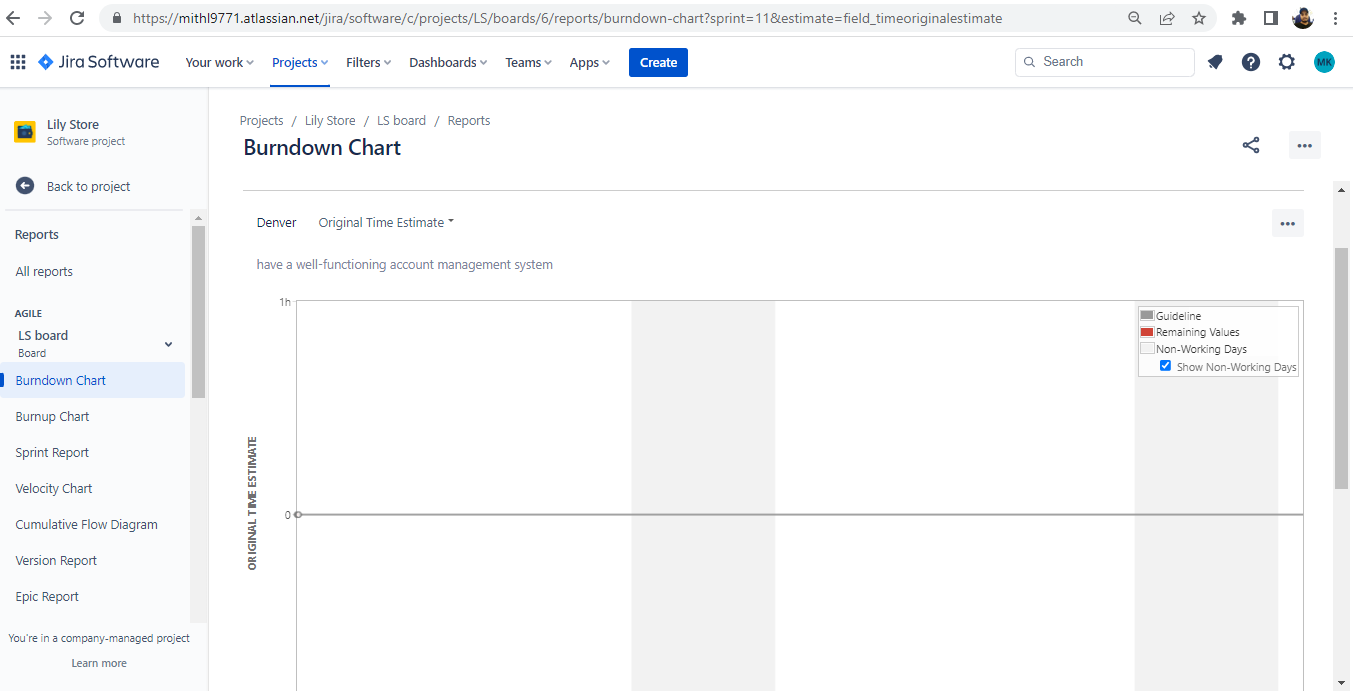 https://mithl9771.atlassian.net/jira/software/c/projects/LS/boards/6/reports/burndown-chart?sprint=11&estimate=field_timeoriginalestimate
Jira Software Your work Projects Filters Dashboards Teams Apps Create Search MK
Lily Store
Software project
Back to project
Reports
All reports
AGILE
LS board
Board
Burndown Chart
Burnup Chart
Sprint Report
Velocity Chart
Cumulative Flow Diagram
Version Report
Epic Report
You're in a company-managed project
Learn more
Projects / Lily Store / LS board / Reports
Burndown Chart
Denver Original Time Estimate
have a well-functioning account management system
1h
Guideline
Remaining Values
Non-Working Days
Show Non-Working Days
ORIGINAL TIME ESTIMATE
0